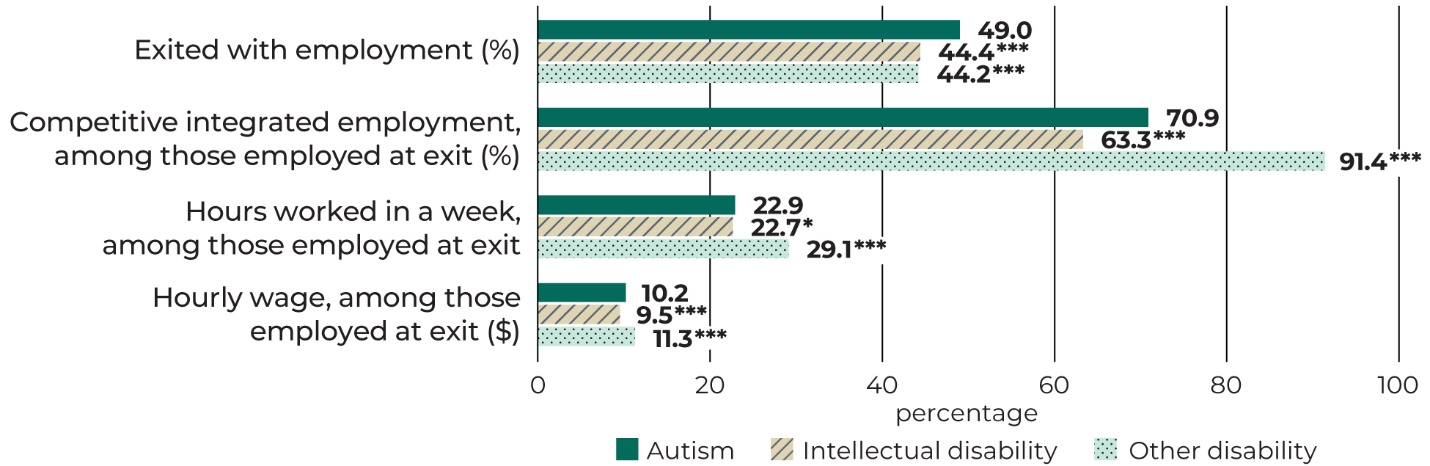 Exited with employment (%)
49.0
44.4***
44.2***
Competitive integrated employment,
among those employed at exit (%)
70.9
63.3***
91.4***
Hours worked in a week,
among those employed at exit
22.9
22.7*
29.1***
Hourly wage, among those
employed at exit ($)
10.2
9.5***
11.3***
0 20 40 60 80 100
percentage
Autism Intellectual disability Other disability